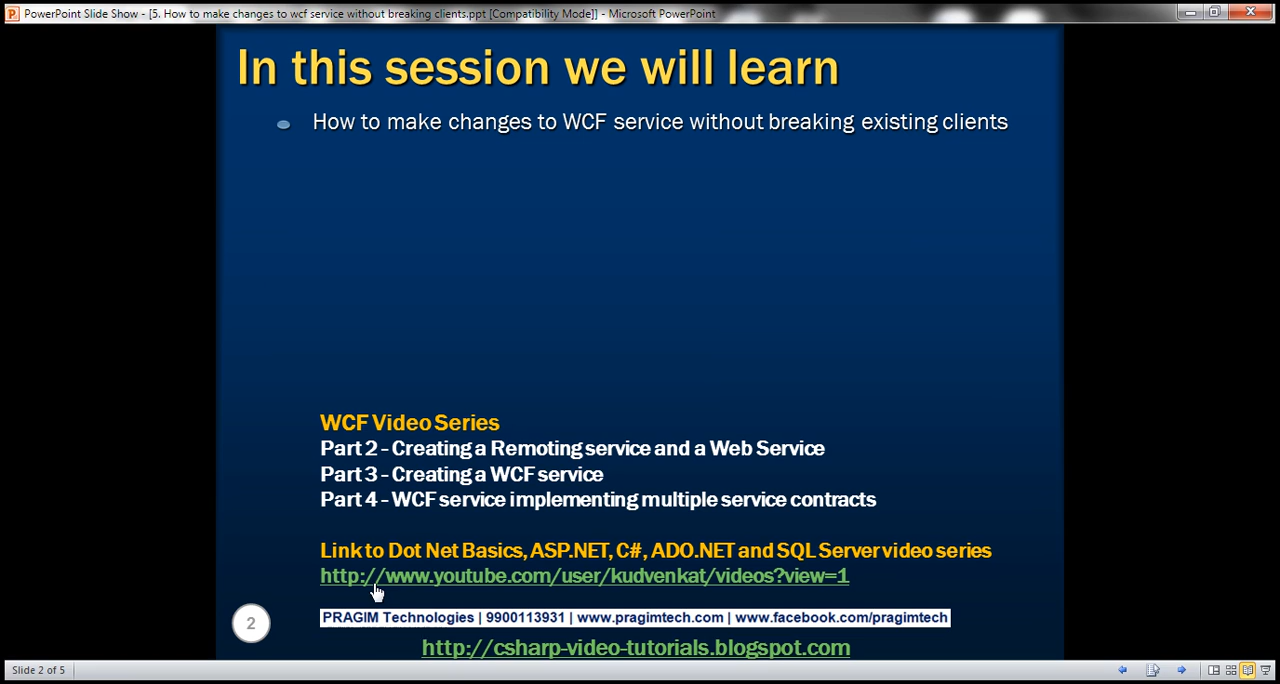 PowerPoint Slide Show - [5. How to make changes to wcf service without breaking clients.ppt [Compatibility Mode]] - Microsoft PowerPoint
In this session we will learn
How to make changes to WCF service without breaking existing clients
WCF Video Series
Part 2 - Creating a Remoting service and a Web Service
Part 3 - Creating a WCF service
Part 4 - WCF service implementing multiple service contracts
Link to Dot Net Basics, ASP.NET, C#, ADO.NET and SQL Server video series
http://www.youtube.com/user/kudvenkat/videos?view=1
2
PRAGIM Technologies | 9900113931 | www.pragimtech.com | www.facebook.com/pragimtech
http://csharp-video-tutorials.blogspot.com
Slide 2 of 5